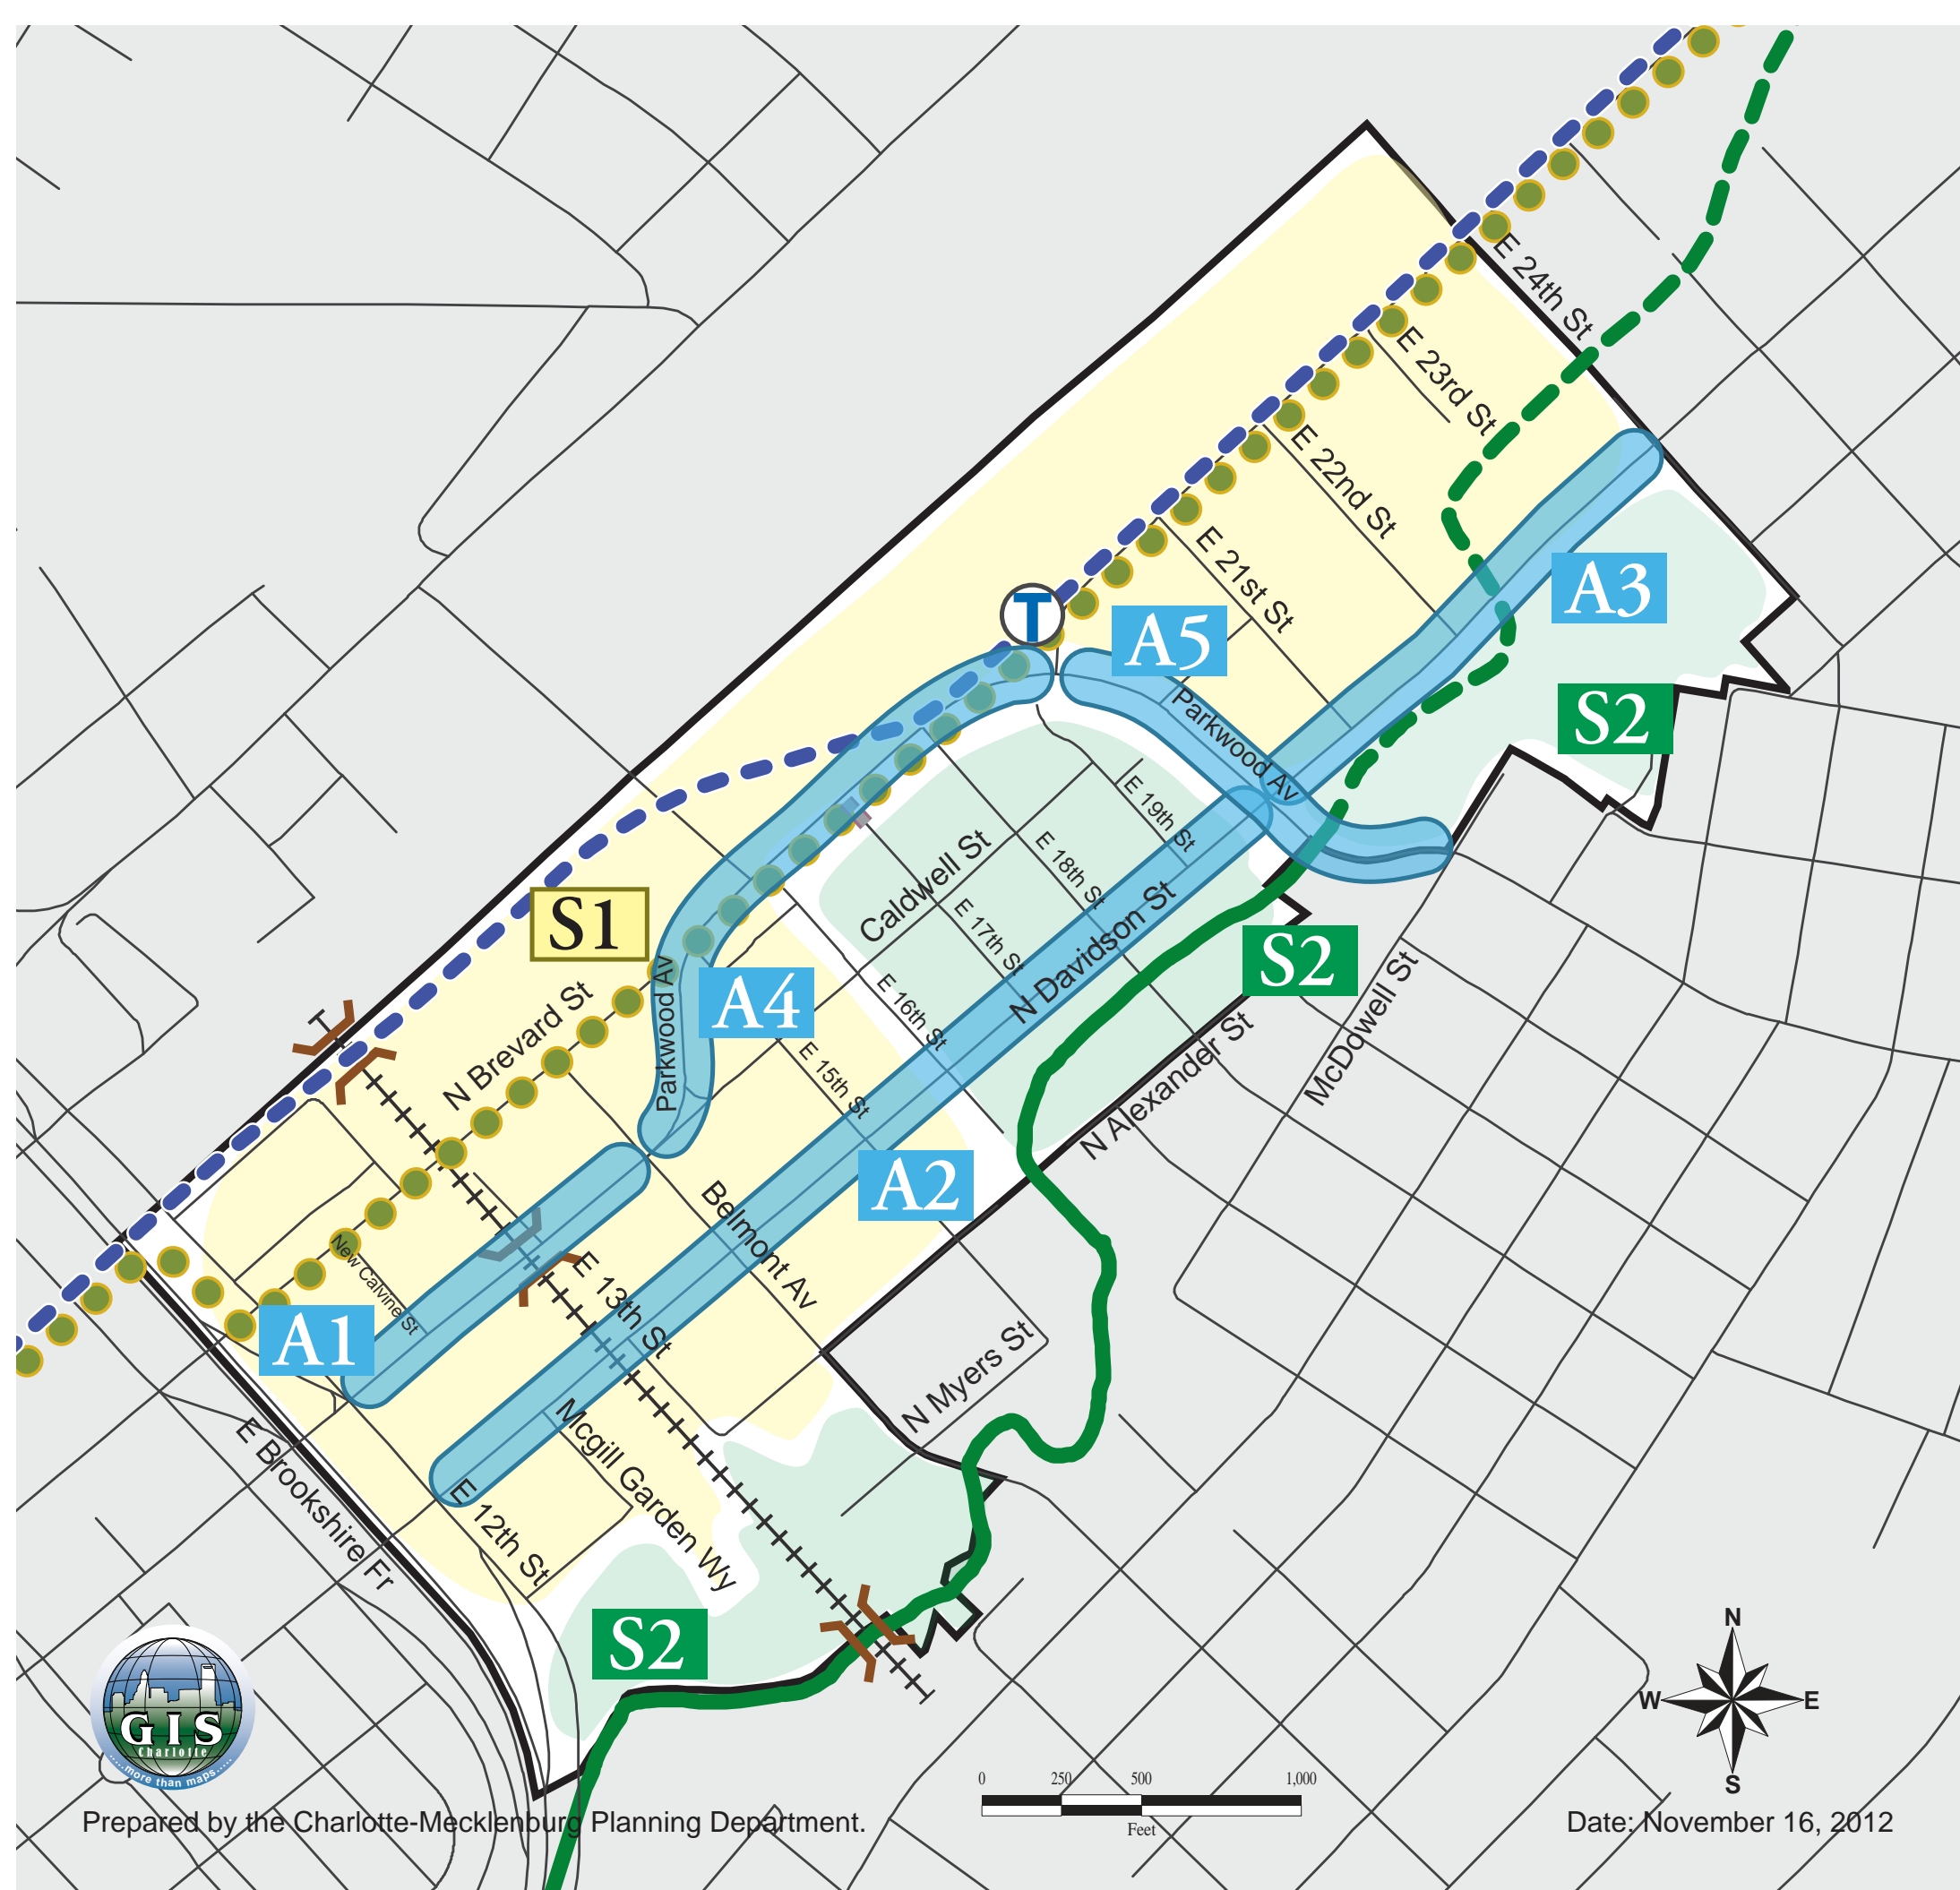 E 24th St
E 23rd St
E 22nd St
E 21st St
T
A3
A5
S2
Parkwood Av
E 19th St
E 18th St
Caldwell St
E 17th St
S1
N Davidson St
E 16th St
S2
McDowell St
A4
Parkwood Av
N Brevard St
E 15th St
N Alexander St
A2
Belmont Av
New Calvine St
E 13th St
A1
N Myers St
Mcgill Garden Wy
E Brookshire Fr
E 12th St
S2
N
W
E
S
GIS
Charlotte
.....more than maps.....
0 250 500 1,000
Feet
Prepared by the Charlotte-Mecklenburg Planning Department.
Date: November 16, 2012